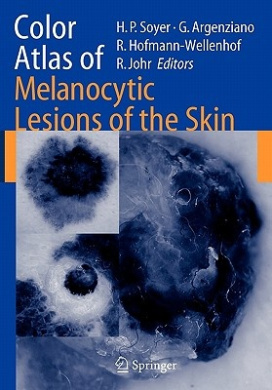 Color
Atlas of
Melanocytic
Lesions of the Skin
H. P. Soyer · G. Argenziano
R. Hofmann-Wellenhof
R. Johr Editors
Springer